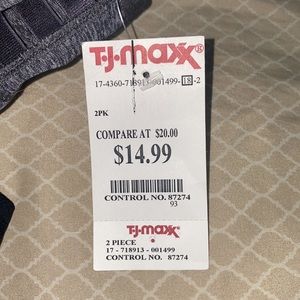 T·J·maxx®
17-4360-718913-001499-18-2
2PK
COMPARE AT $20.00
$14.99
CONTROL NO. 87274
93
T·J·maxx®
2 PIECE
17 - 718913 - 001499
CONTROL NO. 87274